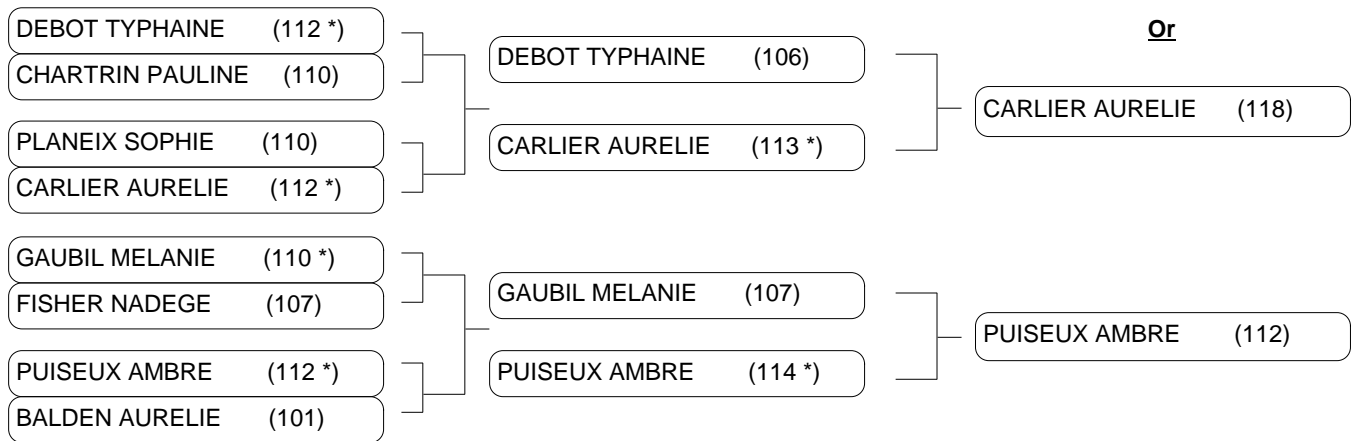 DEBOT TYPHAINE (112 *)
CHARTRIN PAULINE (110)
PLANEIX SOPHIE (110)
CARLIER AURELIE (112 *)
GAUBIL MELANIE (110 *)
FISHER NADEGE (107)
PUISEUX AMBRE (112 *)
BALDEN AURELIE (101)
DEBOT TYPHAINE (106)
CARLIER AURELIE (113 *)
GAUBIL MELANIE (107)
PUISEUX AMBRE (114 *)
Or
CARLIER AURELIE (118)
PUISEUX AMBRE (112)